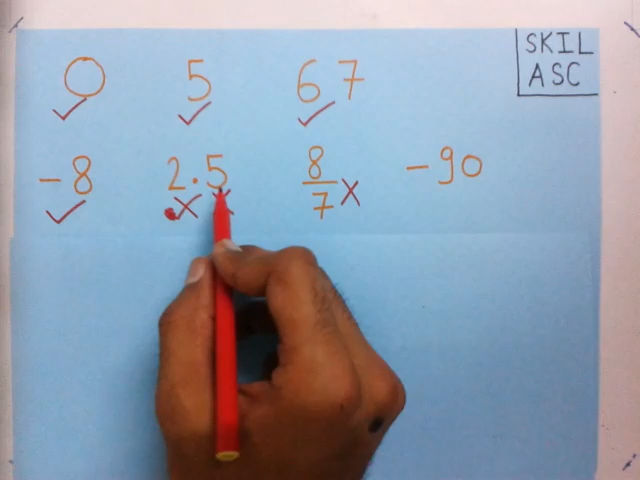 SKIL
ASC
0 5 67
✓ ✓ ✓
-8 2.5 8/7 -90
✓ .x x x